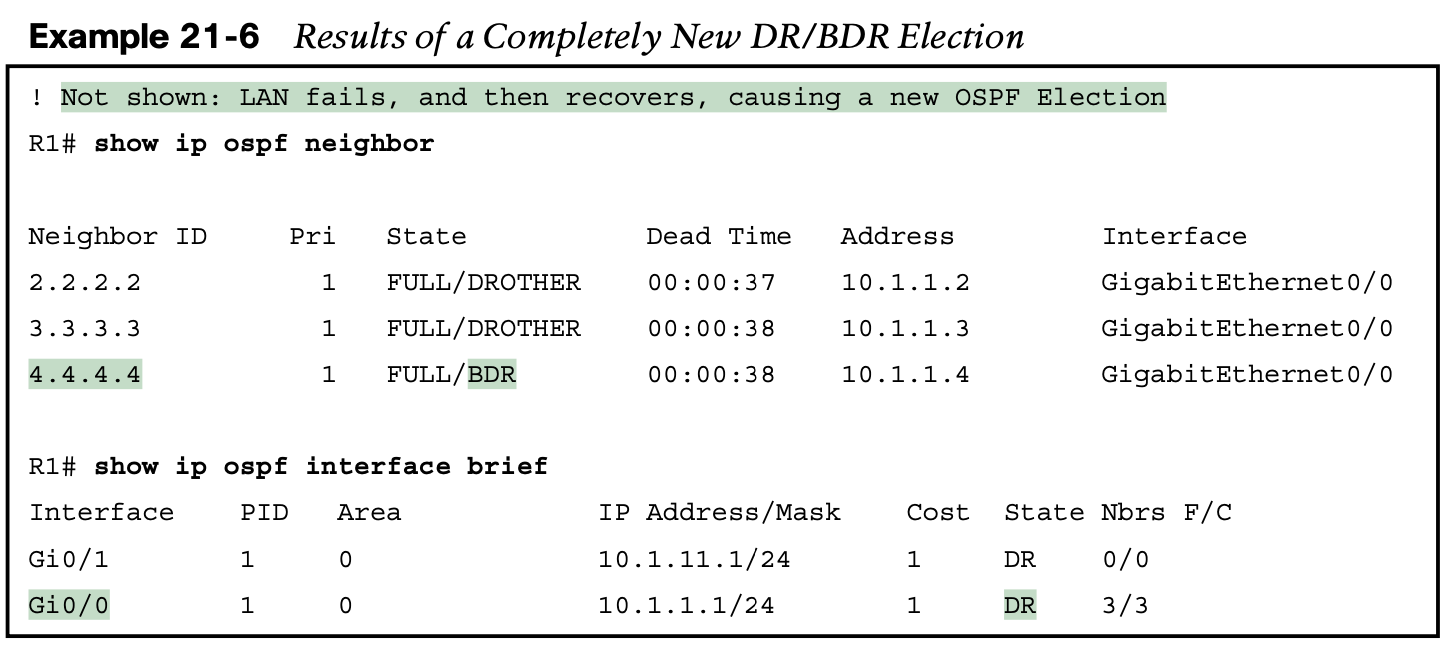 Example 21-6 Results of a Completely New DR/BDR Election
! Not shown: LAN fails, and then recovers, causing a new OSPF Election
R1# show ip ospf neighbor
Neighbor ID Pri State Dead Time Address Interface
2.2.2.2 1 FULL/DROTHER 00:00:37 10.1.1.2 GigabitEthernet0/0
3.3.3.3 1 FULL/DROTHER 00:00:38 10.1.1.3 GigabitEthernet0/0
4.4.4.4 1 FULL/BDR 00:00:38 10.1.1.4 GigabitEthernet0/0
R1# show ip ospf interface brief
Interface PID Area IP Address/Mask Cost State Nbrs F/C
Gi0/1 1 0 10.1.11.1/24 1 DR 0/0
Gi0/0 1 0 10.1.1.1/24 1 DR 3/3